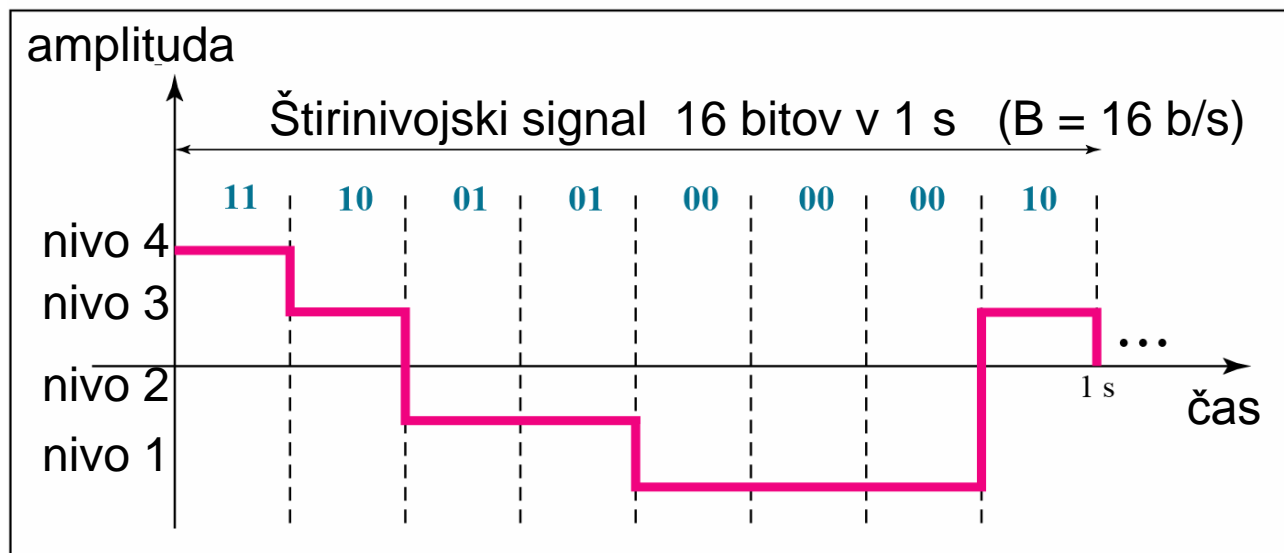 amplituda
Štirinivojski signal 16 bitov v 1 s (B = 16 b/s)
11 10 01 01 00 00 00 10
nivo 4
nivo 3
...
nivo 2
1 s
čas
nivo 1